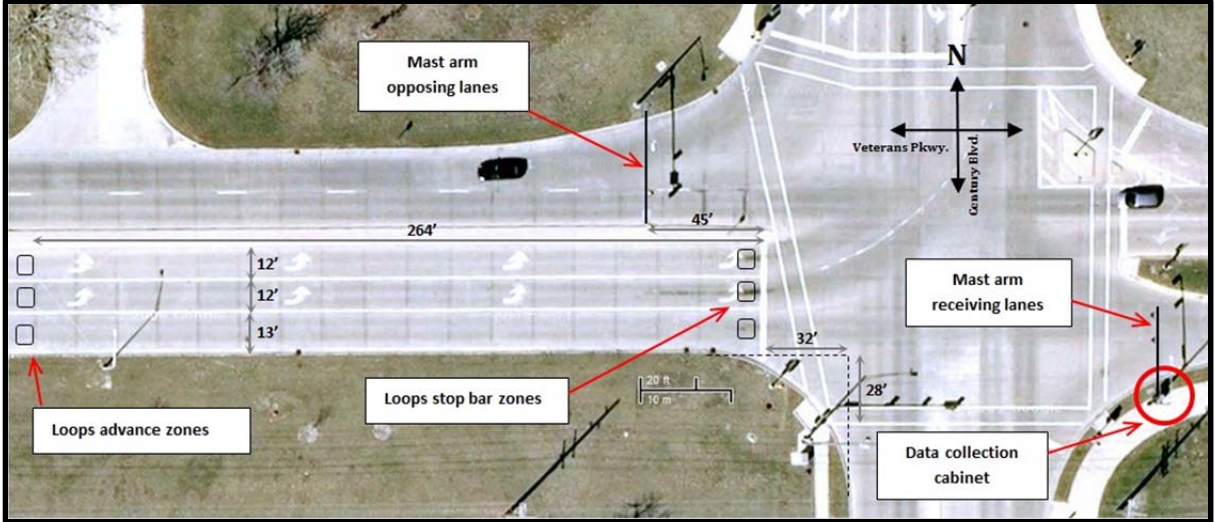 Mast arm
opposing lanes
N
Veterans Pkwy.
Century Blvd.
45'
264'
12'
12'
13'
Mast arm
receiving lanes
32'
28'
20 ft
10 m
Loops stop bar zones
Loops advance zones
Data collection
cabinet